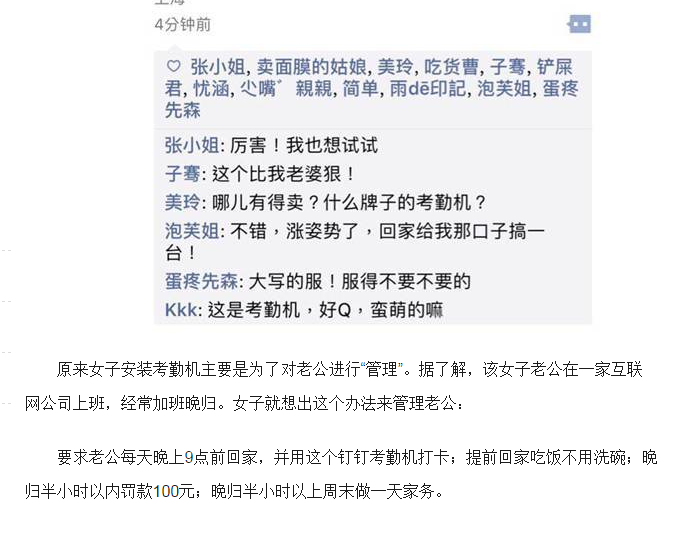 上海
4分钟前
♡ 张小姐, 卖面膜的姑娘, 美玲, 吃货曹, 子骞, 铲屎
君, 忧涵, 尐嘴゛親親, 简单, 雨dē印記, 泡芙姐, 蛋疼
先森
张小姐: 厉害！我也想试试
子骞: 这个比我老婆狠！
美玲: 哪儿有得卖？什么牌子的考勤机？
泡芙姐: 不错，涨姿势了，回家给我那口子搞一
台！
蛋疼先森: 大写的服！服得不要不要的
Kkk: 这是考勤机，好Q，蛮萌的嘛
原来女子安装考勤机主要是为了对老公进行“管理”。据了解，该女子老公在一家互联
网公司上班，经常加班晚归。女子就想出这个办法来管理老公：
要求老公每天晚上9点前回家，并用这个钉钉考勤机打卡；提前回家吃饭不用洗碗；晚
归半小时以内罚款100元；晚归半小时以上周末做一天家务。